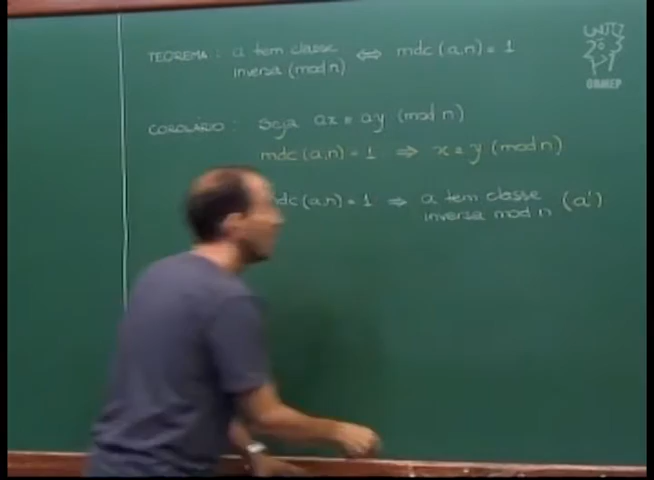 TEOREMA: a tem classe ⇔ mdc(a,n) = 1
inversa (mod n)
COROLÁRIO: Seja ax ≡ ay (mod n)
mdc(a,n) = 1 ⇒ x ≡ y (mod n)
mdc(a,n) = 1 ⇒ a tem classe (a')
inversa mod n
OBMEP